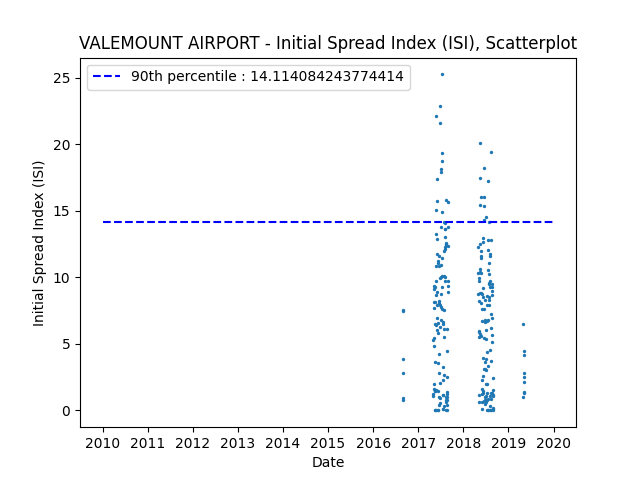 VALEMOUNT AIRPORT - Initial Spread Index (ISI), Scatterplot
90th percentile : 14.114084243774414
25
20
15
10
5
0
Initial Spread Index (ISI)
2010 2011 2012 2013 2014 2015 2016 2017 2018 2019 2020
Date